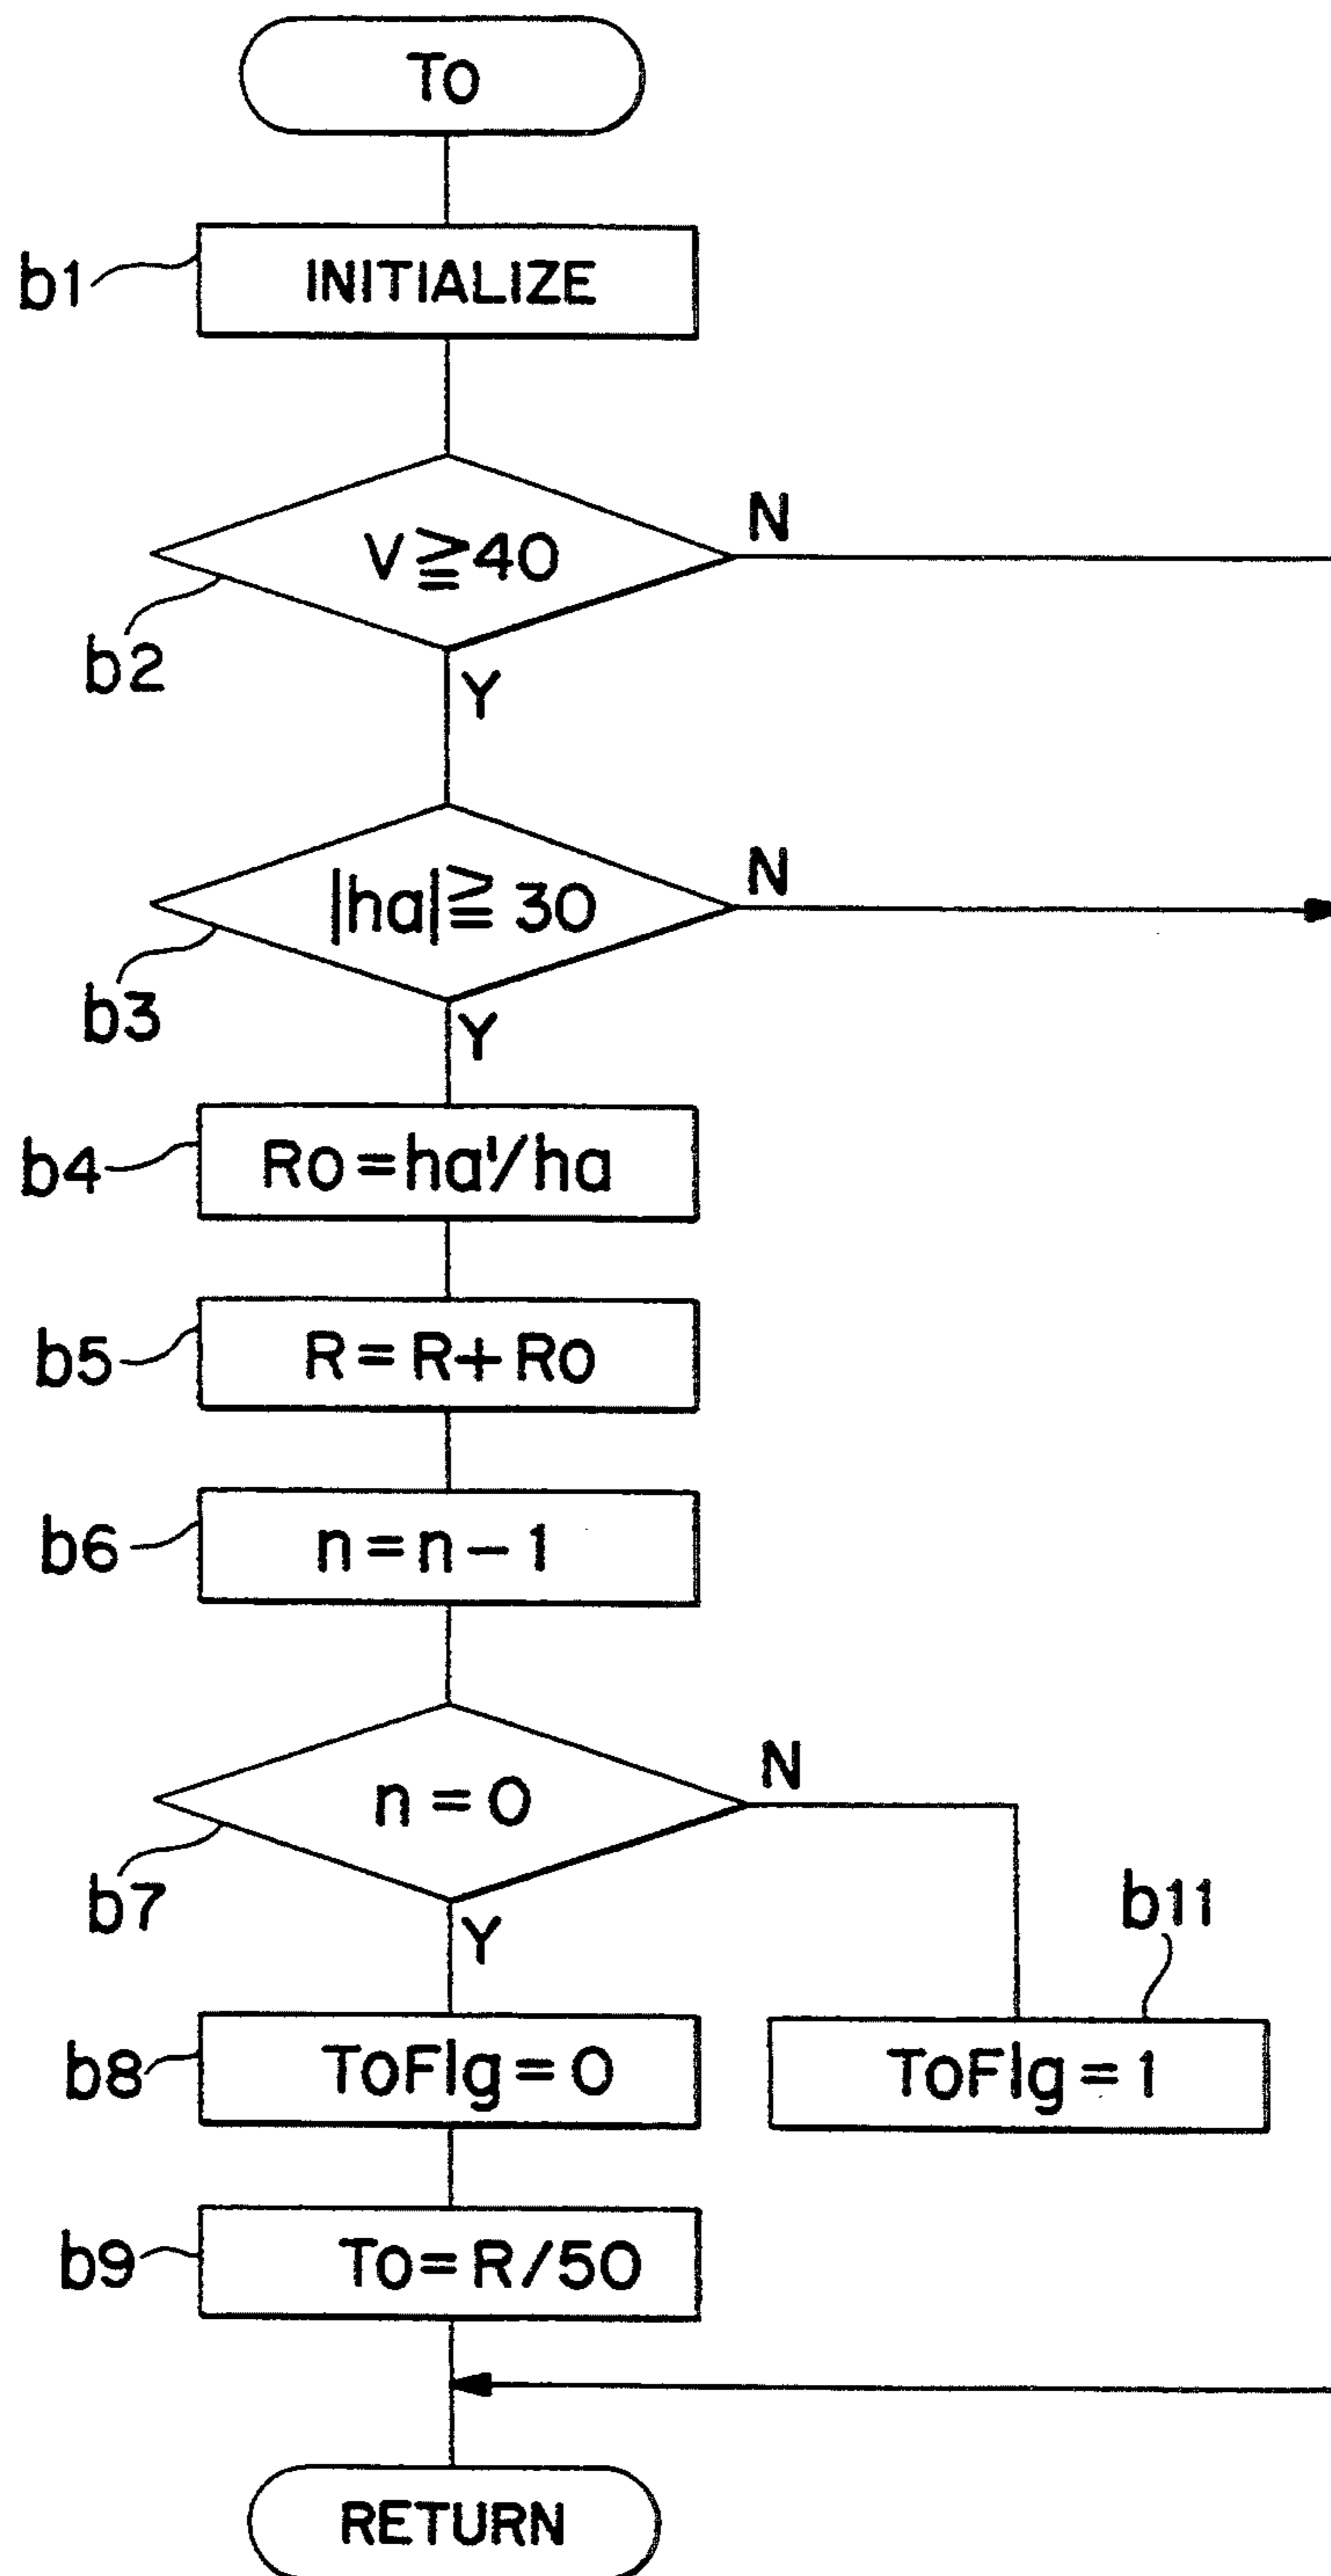 To
b1
INITIALIZE
V≧40
N
b2
Y
|ha|≧30
N
b3
Y
b4
Ro=ha'/ha
b5
R=R+Ro
b6
n=n-1
n=0
N
b7
Y
b11
b8
ToFlg=0
ToFlg=1
b9
To=R/50
RETURN